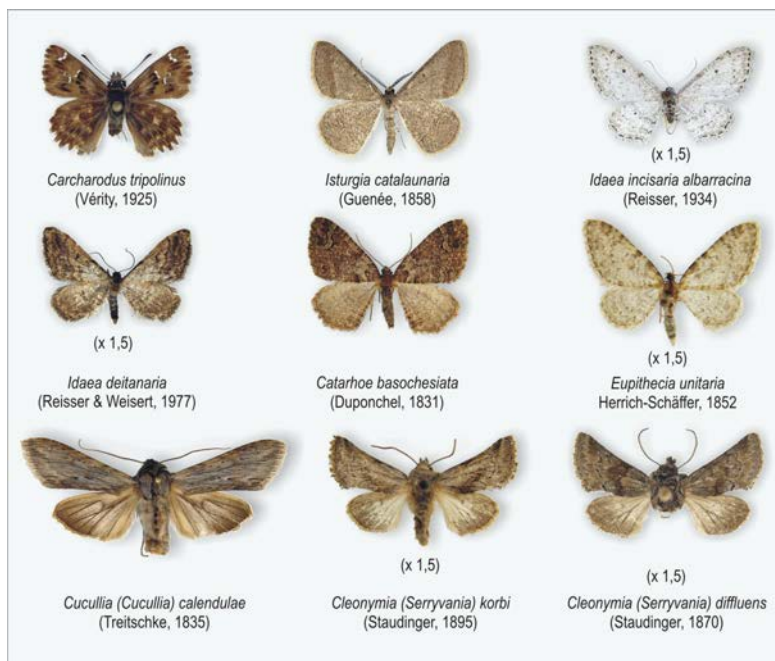 (x 1,5)
Carcharodus tripolinus
(Vérity, 1925)
Isturgia catalaunaria
(Guenée, 1858)
Idaea incisaria albarracina
(Reisser, 1934)
(x 1,5)
(x 1,5)
Idaea deitanaria
(Reisser & Weisert, 1977)
Catarhoe basochesiata
(Duponchel, 1831)
Eupithecia unitaria
Herrich-Schäffer, 1852
(x 1,5)
(x 1,5)
Cucullia (Cucullia) calendulae
(Treitschke, 1835)
Cleonymia (Serryvania) korbi
(Staudinger, 1895)
Cleonymia (Serryvania) diffluens
(Staudinger, 1870)